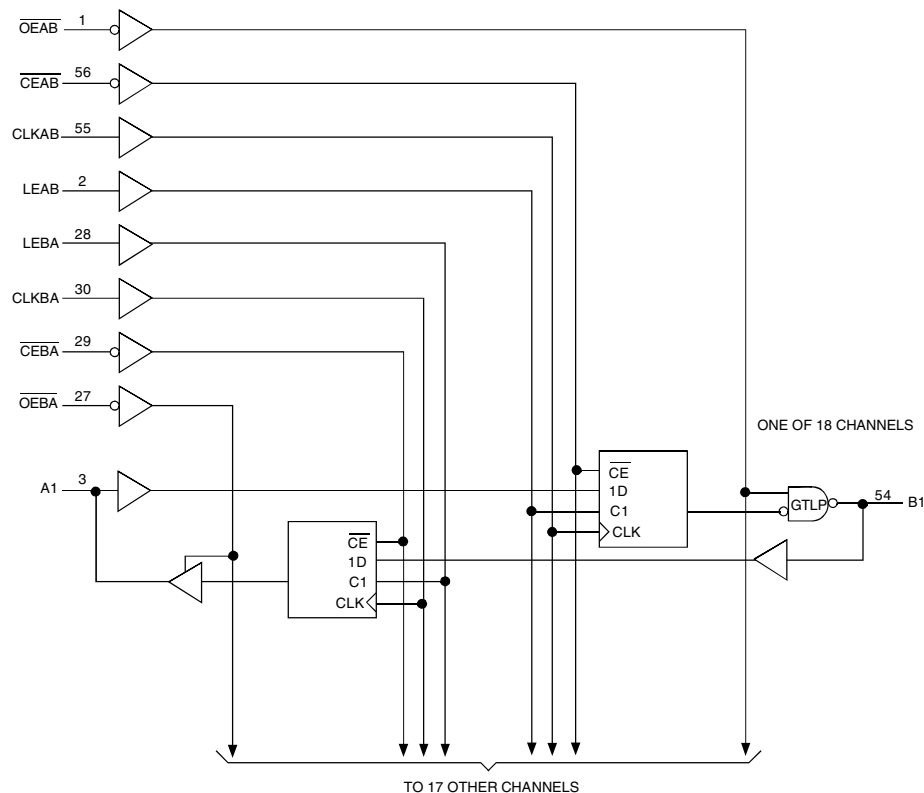 OEAB 1
CEAB 56
CLKAB 55
LEAB 2
LEBA 28
CLKBA 30
CEBA 29
OEBA 27
ONE OF 18 CHANNELS
A1 3
CE
1D
C1
CLK
GTLP
54 B1
CE
1D
C1
CLK
TO 17 OTHER CHANNELS